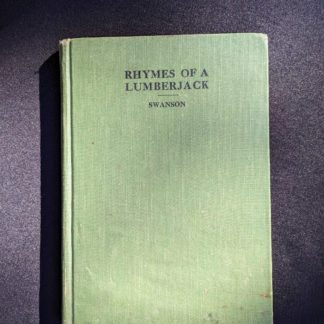 RHYMES OF A
LUMBERJACK
SWANSON